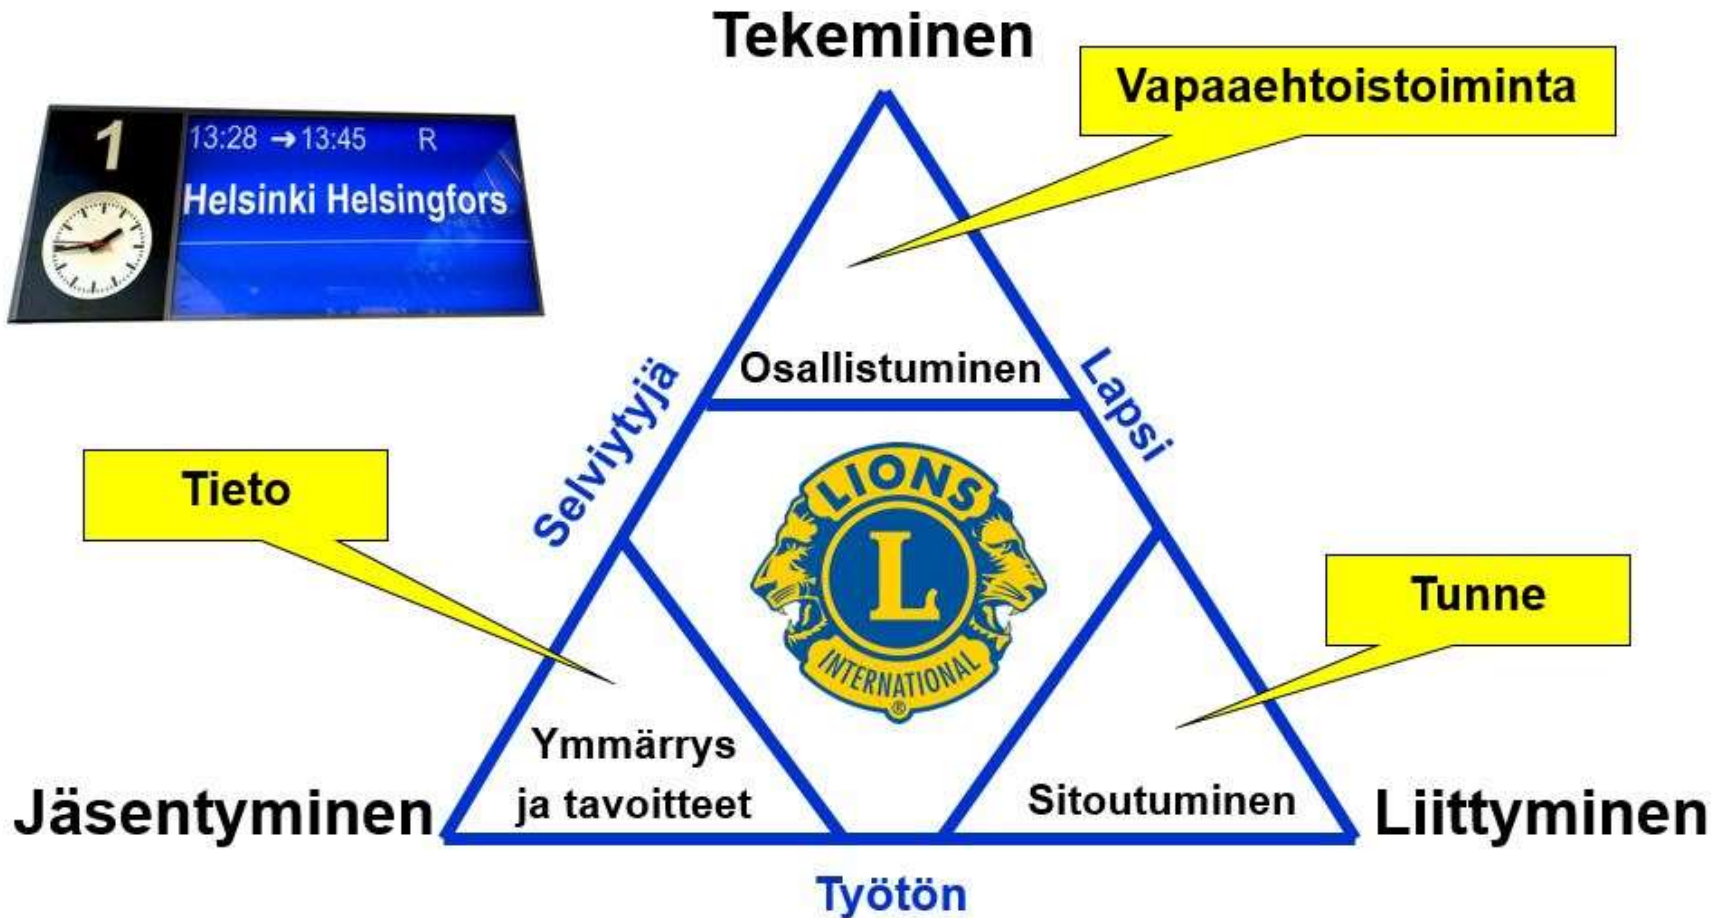 Tekeminen
Vapaaehtoistoiminta
1
13:28 → 13:45 R
Helsinki Helsingfors
Osallistuminen
Selviytyjä
Lapsi
Tieto
LIONS
L
INTERNATIONAL
®
Tunne
Ymmärrys
ja tavoitteet
Sitoutuminen
Jäsentyminen
Liittyminen
Työtön